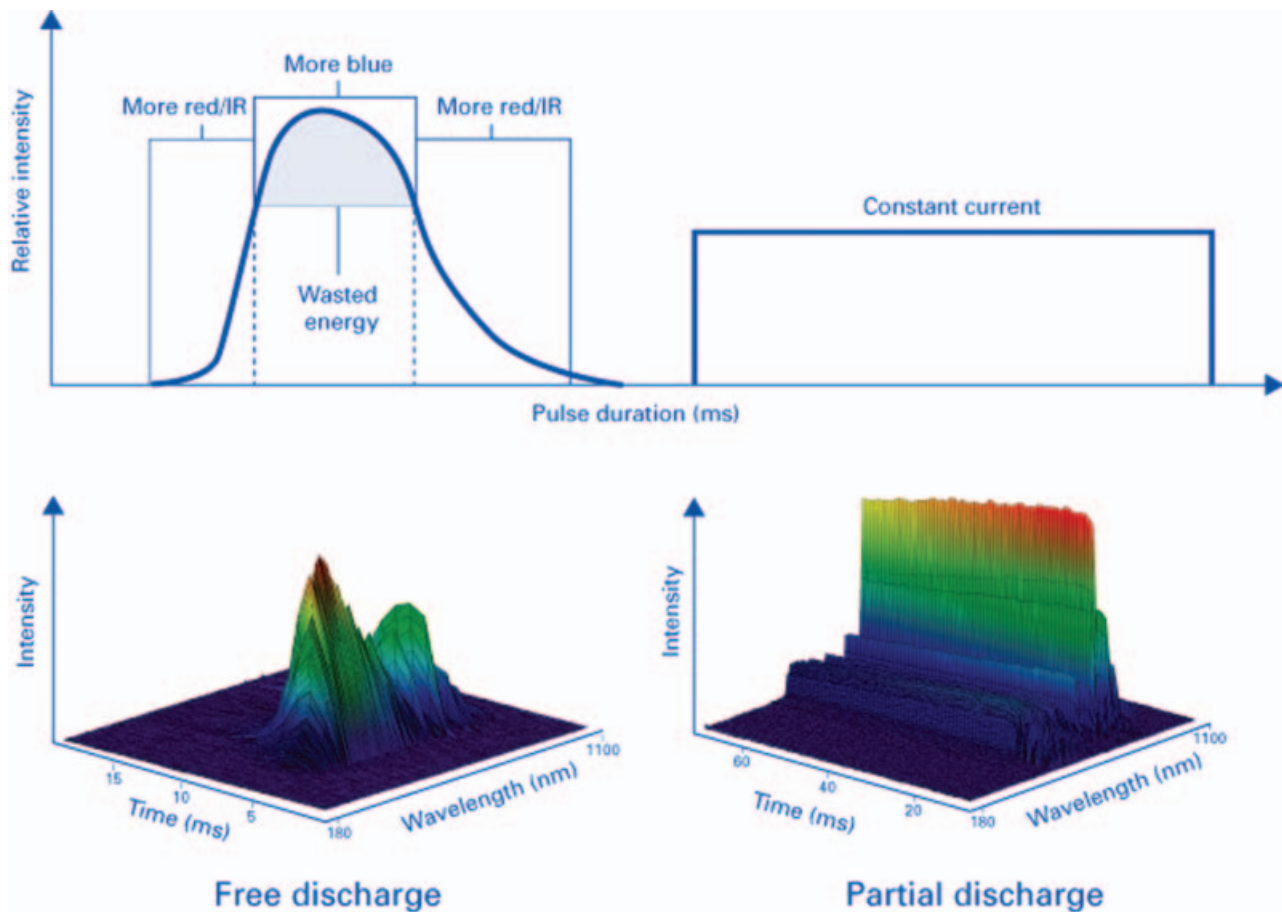 More blue
More red/IR
More red/IR
Relative intensity
Wasted
energy
Constant current
Pulse duration (ms)
Intensity
15
10
5
Time (ms)
180
Wavelength (nm)
1100
Free discharge
Intensity
60
40
20
Time (ms)
180
Wavelength (nm)
1100
Partial discharge